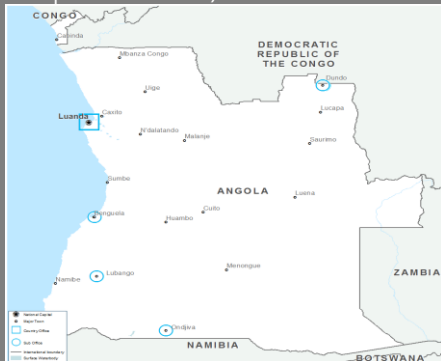 CONGO
Cabinda
DEMOCRATIC
REPUBLIC OF
THE CONGO
Mbanza Congo
Dundo
Uige
Lucapa
Luanda
Caxito
N'dalatando
Malanje
Saurimo
Sumbe
ANGOLA
Luena
Benguela
Huambo
Cuito
Lubango
Menongue
Namibe
ZAMBIA
Ondjiva
NAMIBIA
BOTSWANA
National Capital
Major Town
Country Office
Sub Office
International boundary
Surface Waterbody